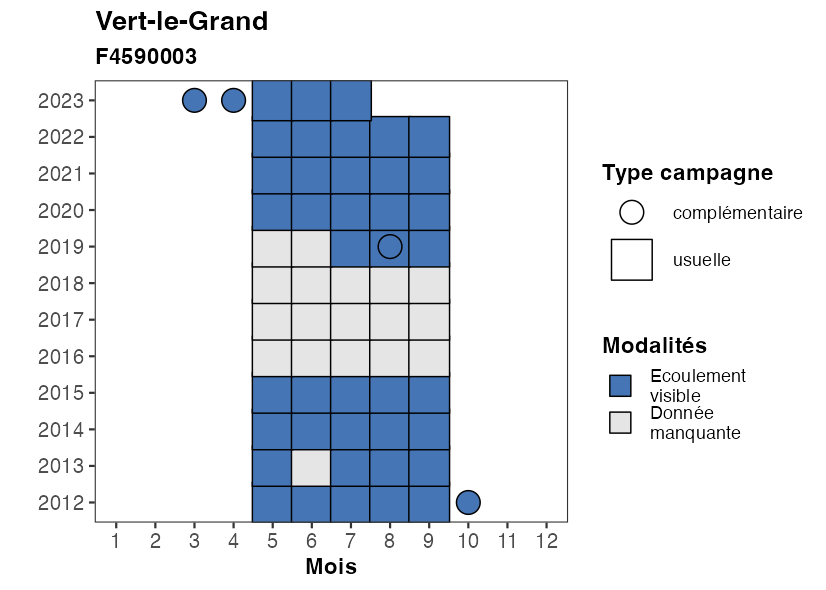 Vert-le-Grand
F4590003
2023
2022
2021
2020
2019
2018
2017
2016
2015
2014
2013
2012
1 2 3 4 5 6 7 8 9 10 11 12
Mois
Type campagne
complémentaire
usuelle
Modalités
Ecoulement
visible
Donnée
manquante